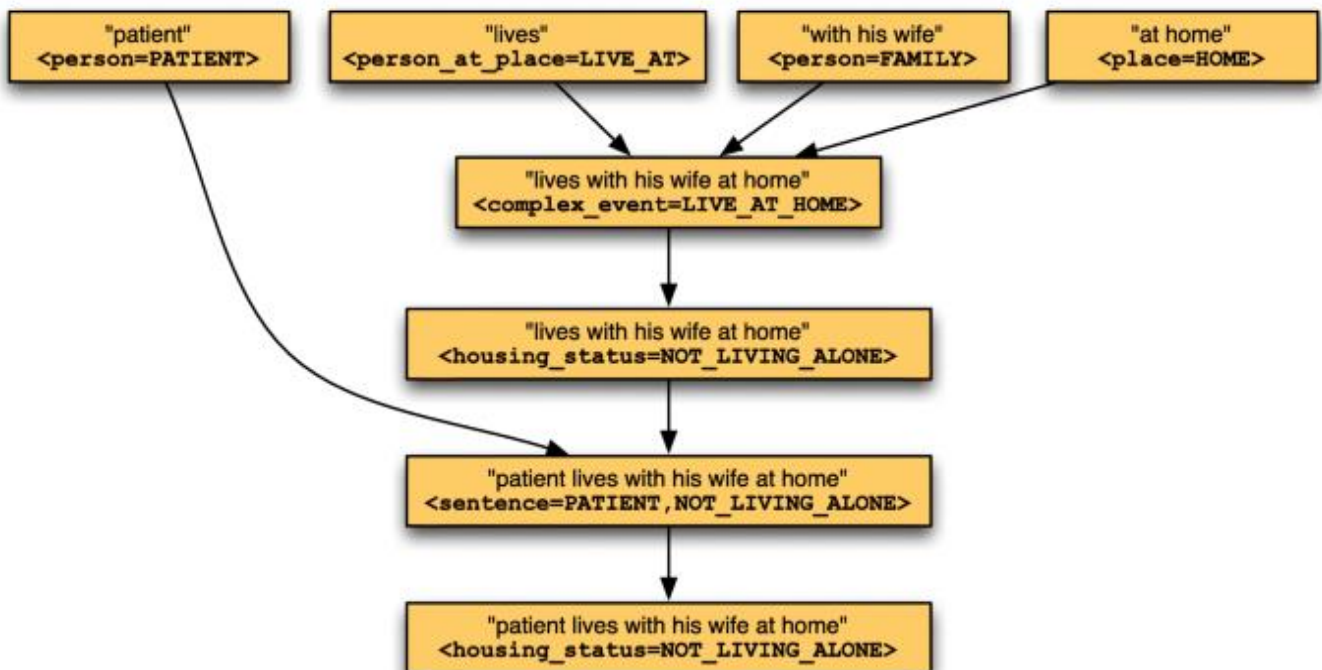 "patient"
<person=PATIENT>
"lives"
<person_at_place=LIVE_AT>
"with his wife"
<person=FAMILY>
"at home"
<place=HOME>
"lives with his wife at home"
<complex_event=LIVE_AT_HOME>
"lives with his wife at home"
<housing_status=NOT_LIVING_ALONE>
"patient lives with his wife at home"
<sentence=PATIENT,NOT_LIVING_ALONE>
"patient lives with his wife at home"
<housing_status=NOT_LIVING_ALONE>